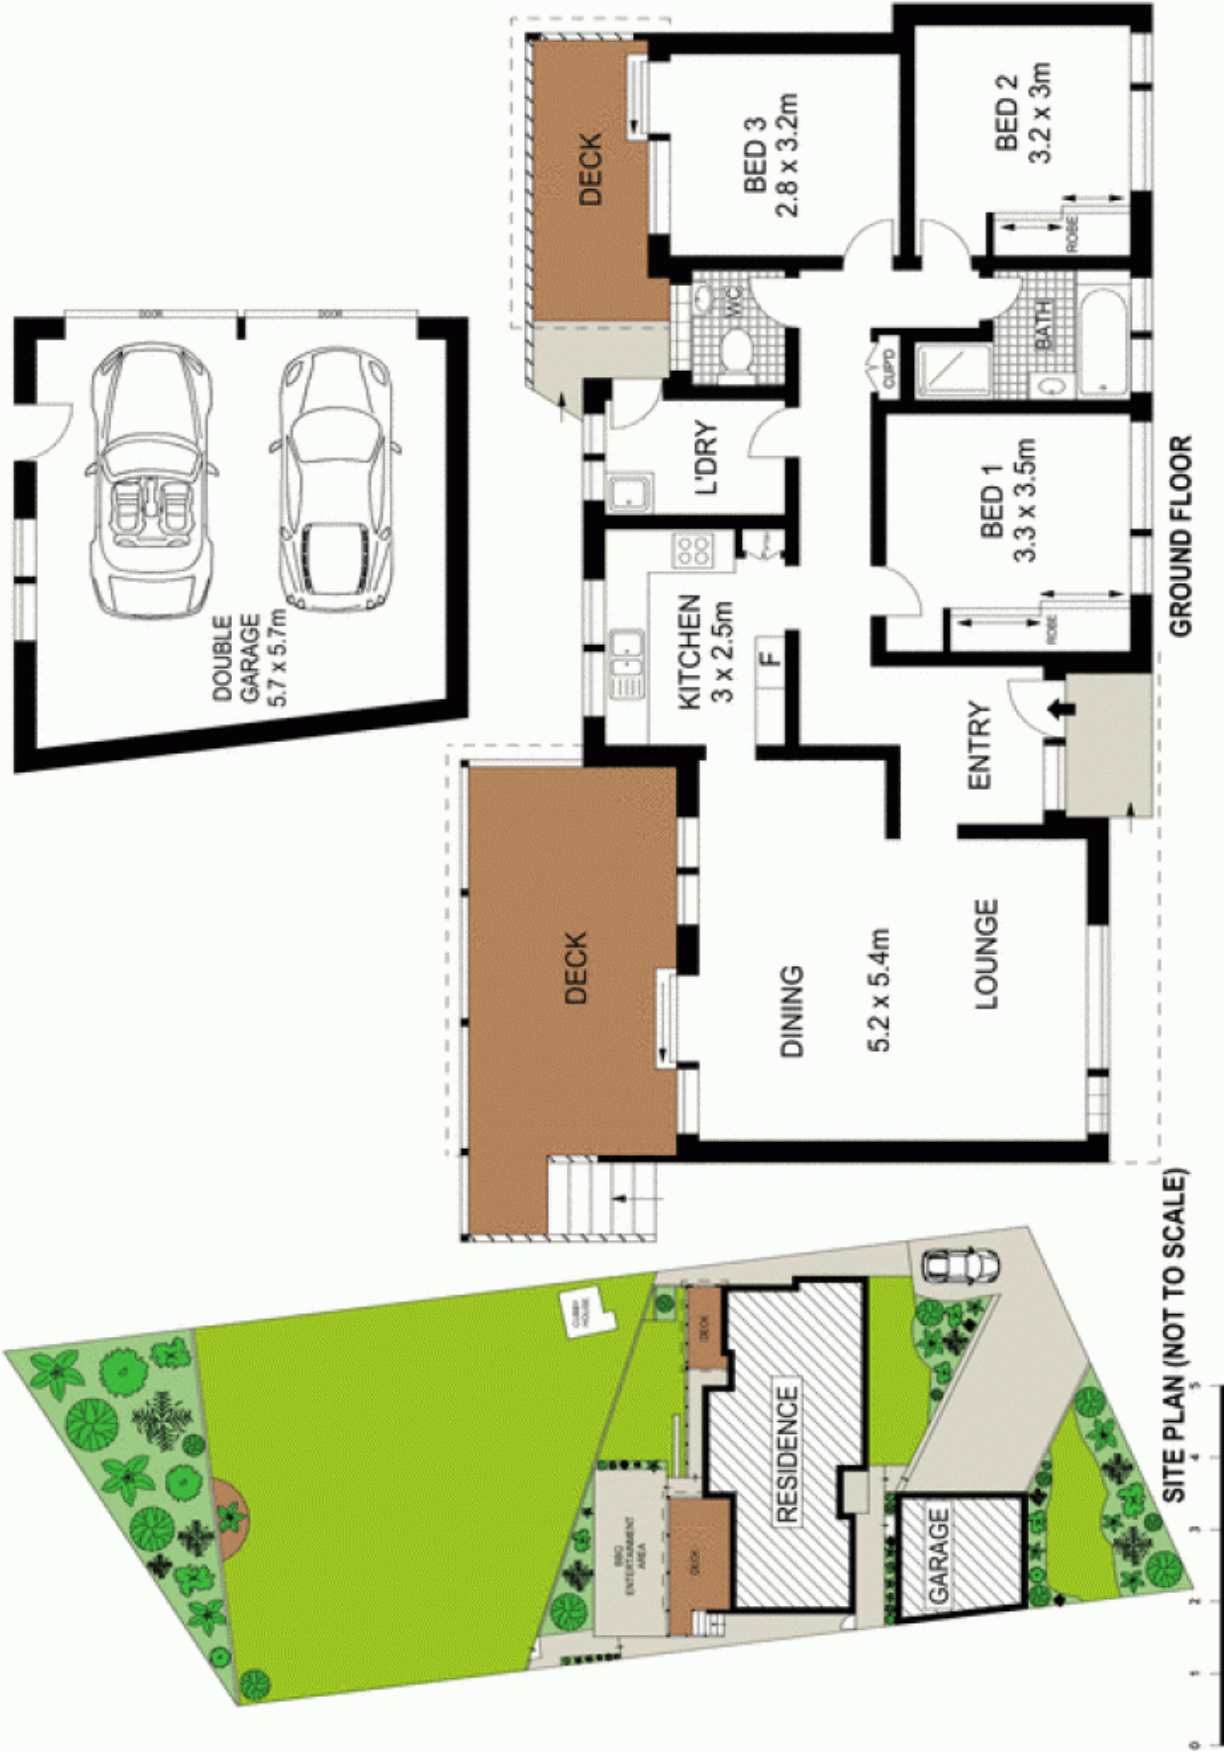 DOUBLE
GARAGE
5.7 x 5.7m
DOOR
DOOR
DECK
BED 3
2.8 x 3.2m
BED 2
3.2 x 3m
ROBE
WC
BATH
CUP'D
L'DRY
BED 1
3.3 x 3.5m
ROBE
KITCHEN
3 x 2.5m
F
ENTRY
DECK
DINING
5.2 x 5.4m
LOUNGE
GROUND FLOOR
CUBBY
HOUSE
DECK
RESIDENCE
BBQ
ENTERTAINMENT
AREA
DECK
GARAGE
SITE PLAN (NOT TO SCALE)
0 1 2 3 4 5